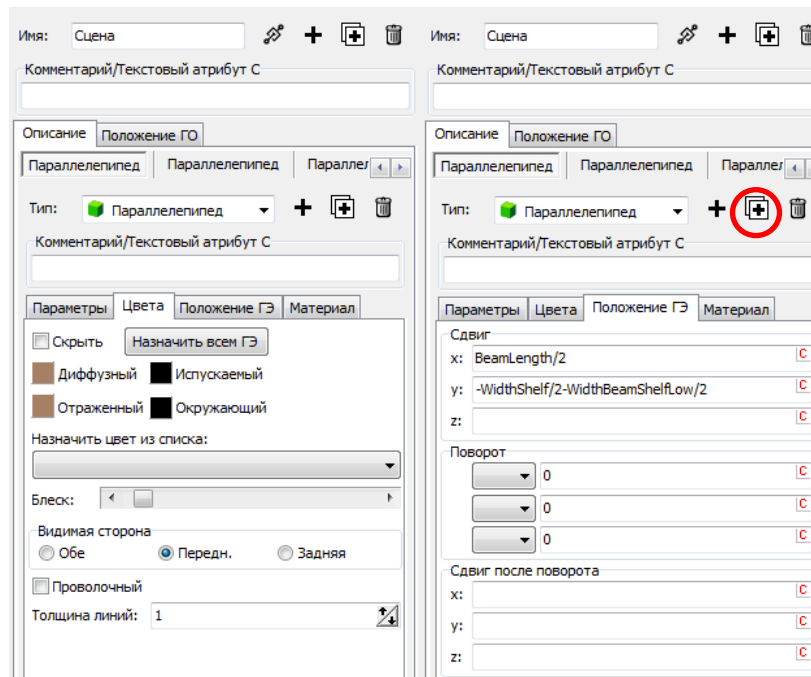 Имя: Сцена
Комментарий/Текстовый атрибут C
Описание Положение ГО
Параллелепипед Параллелепипед Параллеле
Тип: Параллелепипед
Комментарий/Текстовый атрибут C
Параметры Цвета Положение ГЭ Материал
Скрыть Назначить всем ГЭ
Диффузный Испускаемый
Отраженный Окружающий
Назначить цвет из списка:
Блеск:
Видимая сторона
Обе Передн. Задняя
Проволочный
Толщина линий: 1
Имя: Сцена
Комментарий/Текстовый атрибут C
Описание Положение ГО
Параллелепипед Параллелепипед Паралле
Тип: Параллелепипед
Комментарий/Текстовый атрибут C
Параметры Цвета Положение ГЭ Материал
Сдвиг
x: BeamLength/2 C
y: -WidthShelf/2-WidthBeamShelfLow/2 C
z: C
Поворот
0 C
0 C
0 C
Сдвиг после поворота
x: C
y: C
z: C